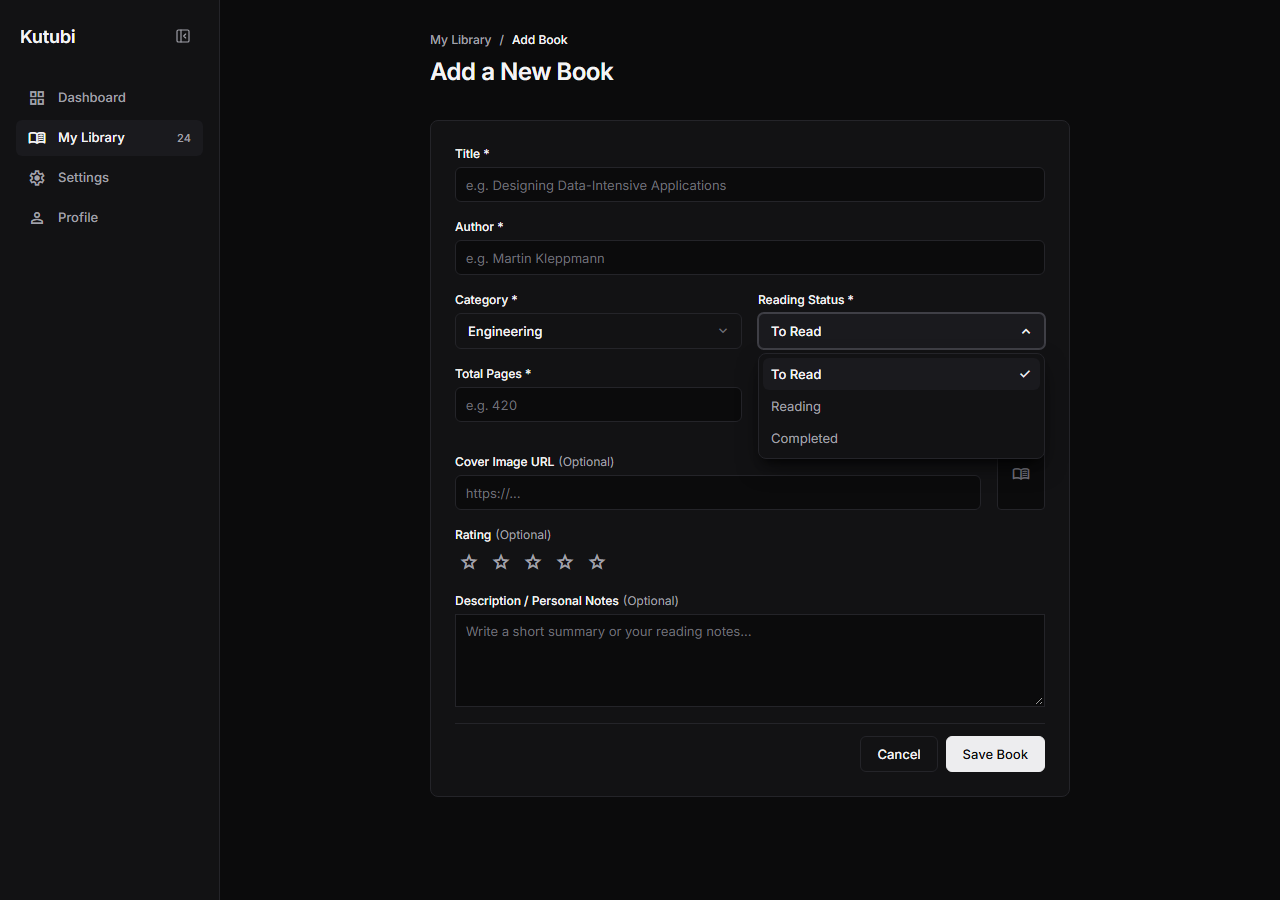 Kutubi
Dashboard
My Library 24
Settings
Profile
My Library / Add Book
Add a New Book
Title *
e.g. Designing Data-Intensive Applications
Author *
e.g. Martin Kleppmann
Category *
Engineering
Reading Status *
To Read
To Read
Reading
Completed
Total Pages *
e.g. 420
Cover Image URL (Optional)
https://...
Rating (Optional)
Description / Personal Notes (Optional)
Write a short summary or your reading notes...
Cancel
Save Book